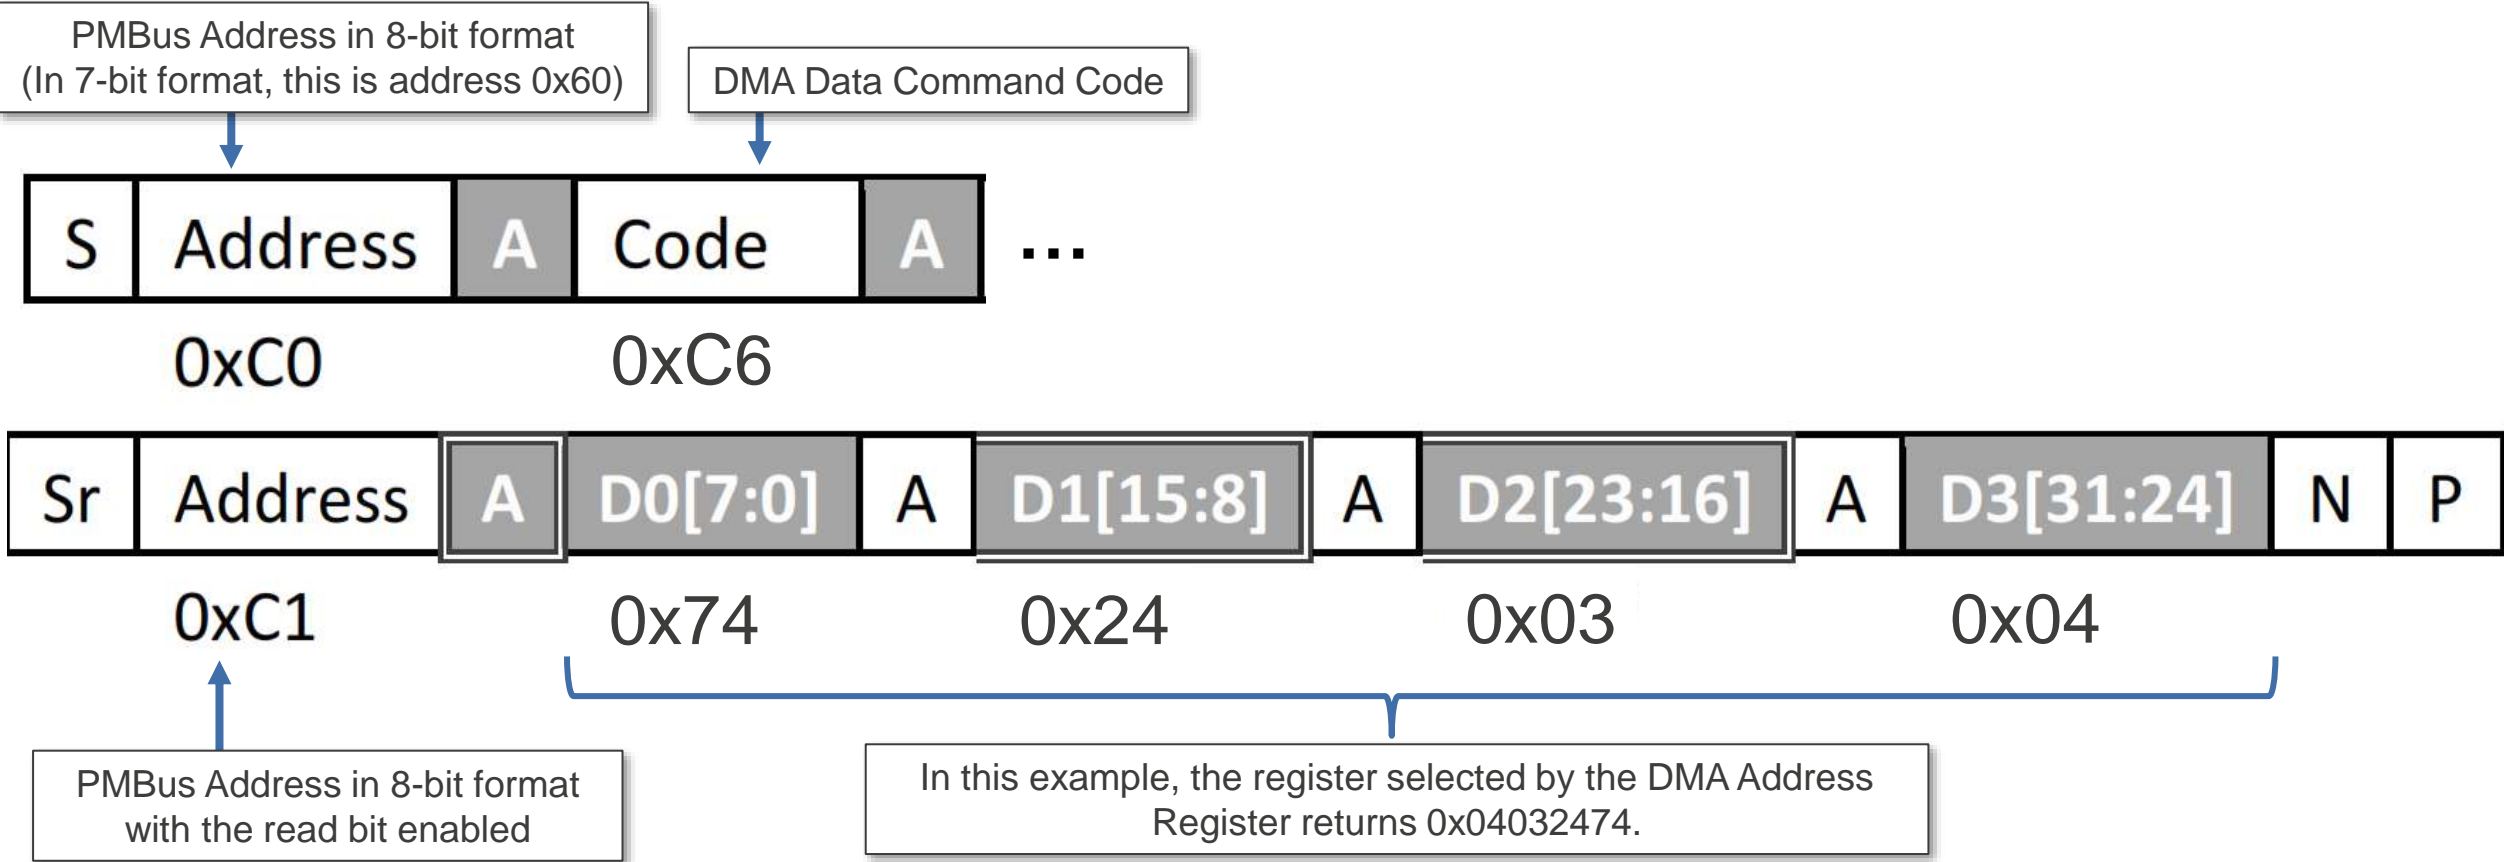 PMBus Address in 8-bit format
(In 7-bit format, this is address 0x60)
DMA Data Command Code
S Address A Code A ...
0xC0 0xC6
Sr Address A D0[7:0] A D1[15:8] A D2[23:16] A D3[31:24] N P
0xC1 0x74 0x24 0x03 0x04
PMBus Address in 8-bit format
with the read bit enabled
In this example, the register selected by the DMA Address
Register returns 0x04032474.